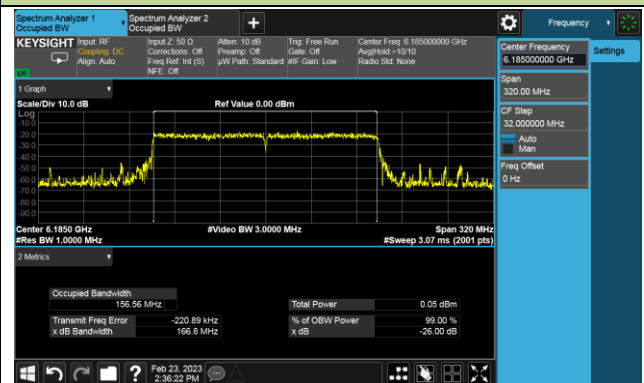 Spectrum Analyzer 1
Occupied BW
Spectrum Analyzer 2
Occupied BW
Frequency
KEYSIGHT
Input: RF
Coupling: DC
Align: Auto
Input Z: 50 Ω
Corrections: Off
Freq Ref: Int (S)
NFE: Off
Atten: 10 dB
Preamp: Off
µW Path: Standard
Trig: Free Run
Gate: Off
#IF Gain: Low
Center Freq: 6.185000000 GHz
Avg|Hold:>10/10
Radio Std: None
Center Frequency
6.185000000 GHz
Settings
Span
320.00 MHz
CF Step
32.000000 MHz
Auto
Man
Freq Offset
0 Hz
1 Graph
Scale/Div 10.0 dB
Ref Value 0.00 dBm
Log
-10.0
-20.0
-30.0
-40.0
-50.0
-60.0
-70.0
-80.0
-90.0
Center 6.1850 GHz
#Video BW 3.0000 MHz
Span 320 MHz
#Res BW 1.0000 MHz
#Sweep 3.07 ms (2001 pts)
2 Metrics
Occupied Bandwidth
156.56 MHz
Total Power
0.05 dBm
Transmit Freq Error
-220.89 kHz
% of OBW Power
99.00 %
x dB Bandwidth
166.8 MHz
x dB
-26.00 dB
?
Feb 23, 2023
2:36:22 PM